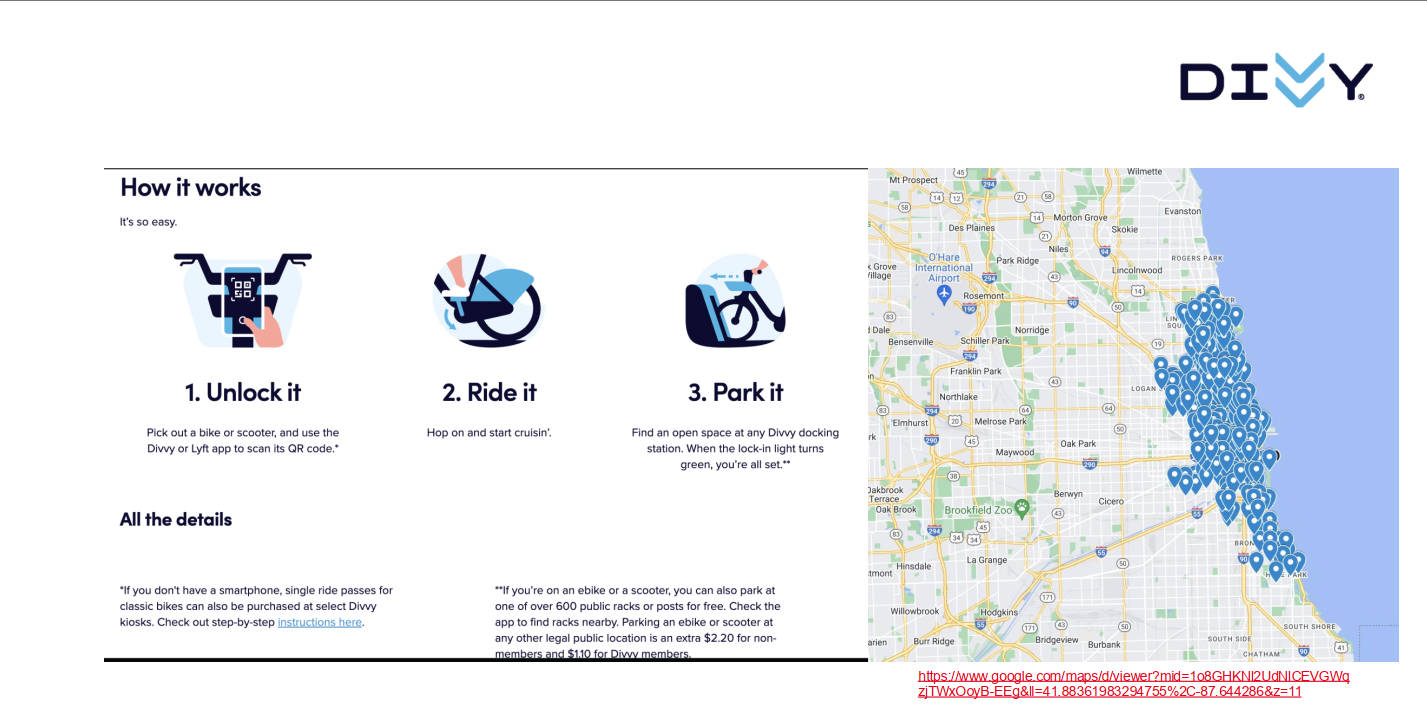 DIVVY®
How it works
It's so easy.
1. Unlock it
Pick out a bike or scooter, and use the
Divvy or Lyft app to scan its QR code.*
2. Ride it
Hop on and start cruisin'.
3. Park it
Find an open space at any Divvy docking
station. When the lock-in light turns
green, you're all set.**
All the details
*If you don't have a smartphone, single ride passes for
classic bikes can also be purchased at select Divvy
kiosks. Check out step-by-step instructions here.
**If you're on an ebike or a scooter, you can also park at
one of over 600 public racks or posts for free. Check the
app to find racks nearby. Parking an ebike or scooter at
any other legal public location is an extra $2.20 for non-
members and $1.10 for Divvy members.
Mt Prospect
Wilmette
Evanston
Des Plaines
Morton Grove
Skokie
Niles
O'Hare
International
Airport
Park Ridge
ROGERS PARK
Lincolnwood
Rosemont
Norridge
Bensenville
Schiller Park
Franklin Park
Northlake
LOGAN
Elmhurst
Melrose Park
Oak Park
Maywood
Oakbrook
Terrace
Oak Brook
Berwyn
Cicero
Brookfield Zoo
La Grange
Hinsdale
Willowbrook
Hodgkins
Bridgeview
Burr Ridge
Burbank
SOUTH SHORE
SOUTH SIDE
CHATHAM
https://www.google.com/maps/d/viewer?mid=1o8GHKNl2UdNlCEVGWq
zjTWxOoyB-EEg&ll=41.88361983294755%2C-87.644286&z=11